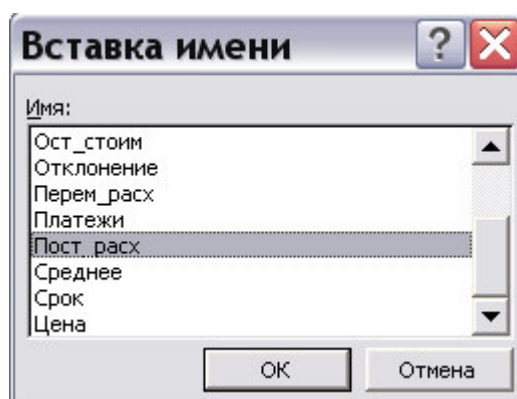 Вставка имени
Имя:
Ост_стоим
Отклонение
Перем_расх
Платежи
Пост_расх
Среднее
Срок
Цена
ОК Отмена